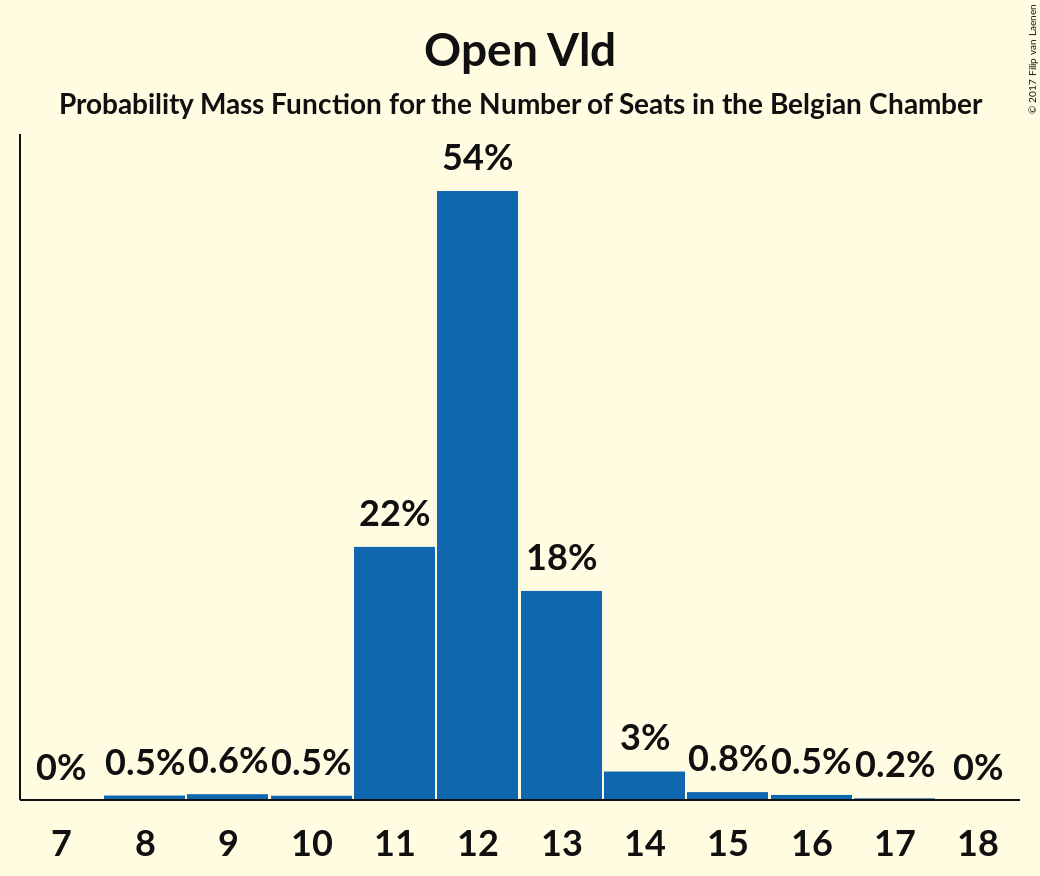 Open Vld
Probability Mass Function for the Number of Seats in the Belgian Chamber
© 2017 Filip van Laenen
54%
22%
18%
3%
0% 0.5% 0.6% 0.5% 0.8% 0.5% 0.2% 0%
7 8 9 10 11 12 13 14 15 16 17 18